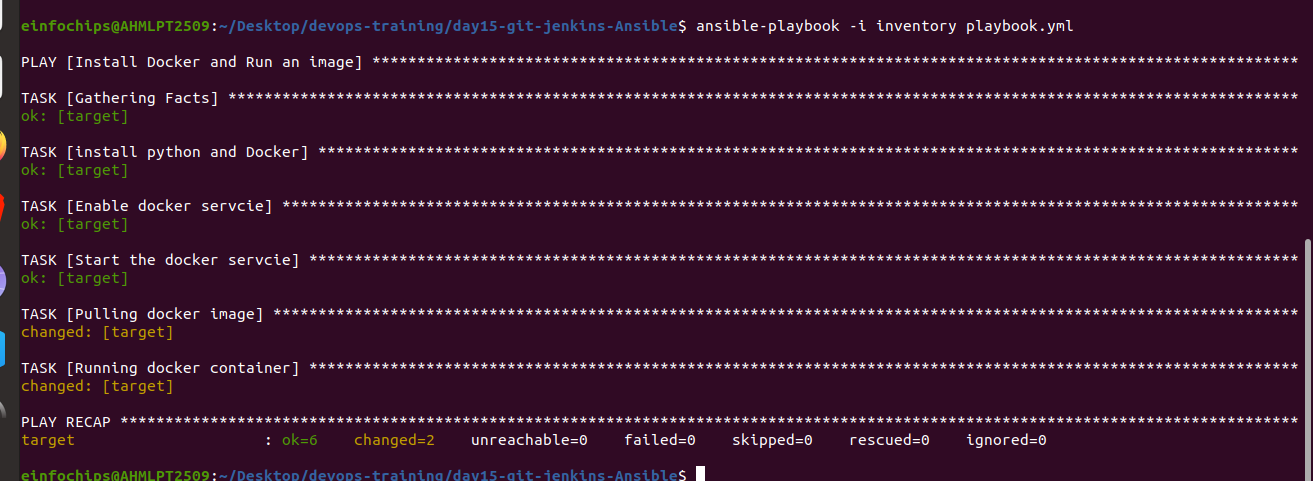 einfochips@AHMLPT2509:~/Desktop/devops-training/day15-git-jenkins-Ansible$ ansible-playbook -i inventory playbook.yml
PLAY [Install Docker and Run an image] *******************************************************************************************************
TASK [Gathering Facts] ***********************************************************************************************************************
ok: [target]
TASK [install python and Docker] *************************************************************************************************************
ok: [target]
TASK [Enable docker servcie] *****************************************************************************************************************
ok: [target]
TASK [Start the docker servcie] **************************************************************************************************************
ok: [target]
TASK [Pulling docker image] ******************************************************************************************************************
changed: [target]
TASK [Running docker container] **************************************************************************************************************
changed: [target]
PLAY RECAP ***********************************************************************************************************************************
target                     : ok=6    changed=2    unreachable=0    failed=0    skipped=0    rescued=0    ignored=0
einfochips@AHMLPT2509:~/Desktop/devops-training/day15-git-jenkins-Ansible$